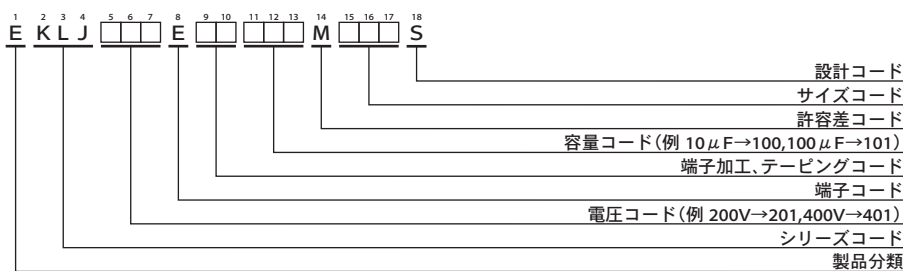 1 2 3 4 5 6 7 8 9 10 11 12 13 14 15 16 17 18
E K L J □□□ E □□ □□□ M □□□ S
設計コード
サイズコード
許容差コード
容量コード(例 10μF→100,100μF→101)
端子加工、テーピングコード
端子コード
電圧コード(例 200V→201,400V→401)
シリーズコード
製品分類